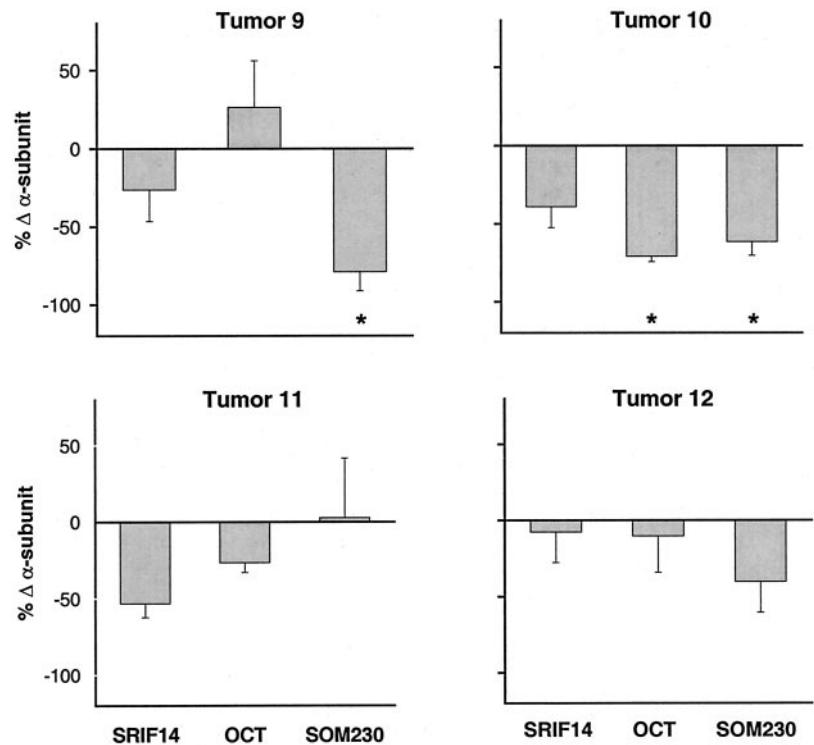 Tumor 9
Tumor 10
% Δ α-subunit
50
0
-50
-100
*
*
*
Tumor 11
Tumor 12
% Δ α-subunit
50
0
-50
-100
SRIF14 OCT SOM230
SRIF14 OCT SOM230